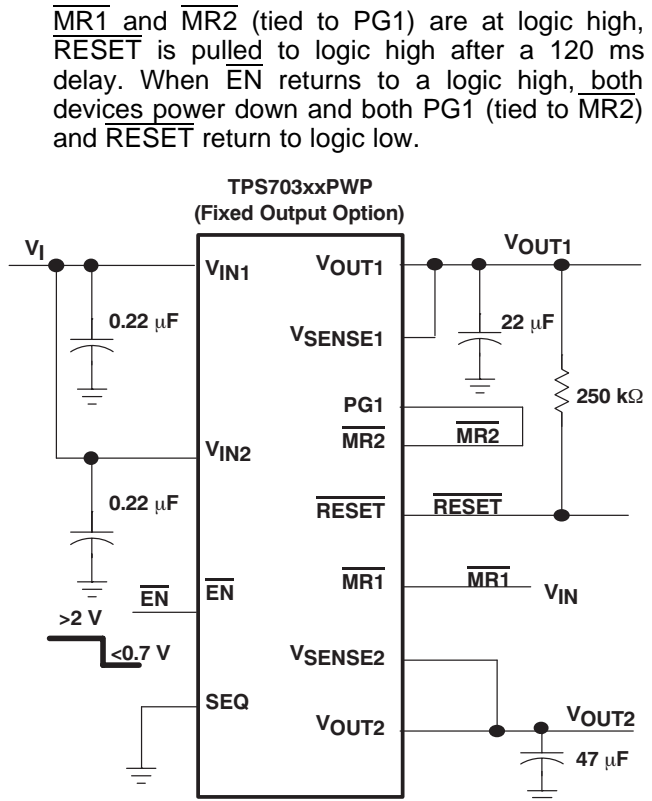 MR1 and MR2 (tied to PG1) are at logic high,
RESET is pulled to logic high after a 120 ms
delay. When EN returns to a logic high, both
devices power down and both PG1 (tied to MR2)
and RESET return to logic low.
TPS703xxPWP
(Fixed Output Option)
VI
VIN1
VOUT1
VOUT1
0.22 μF
VSENSE1
22 μF
250 kΩ
PG1
MR2
MR2
VIN2
0.22 μF
RESET
RESET
EN
EN
MR1
MR1
VIN
>2 V
<0.7 V
VSENSE2
SEQ
VOUT2
VOUT2
47 μF